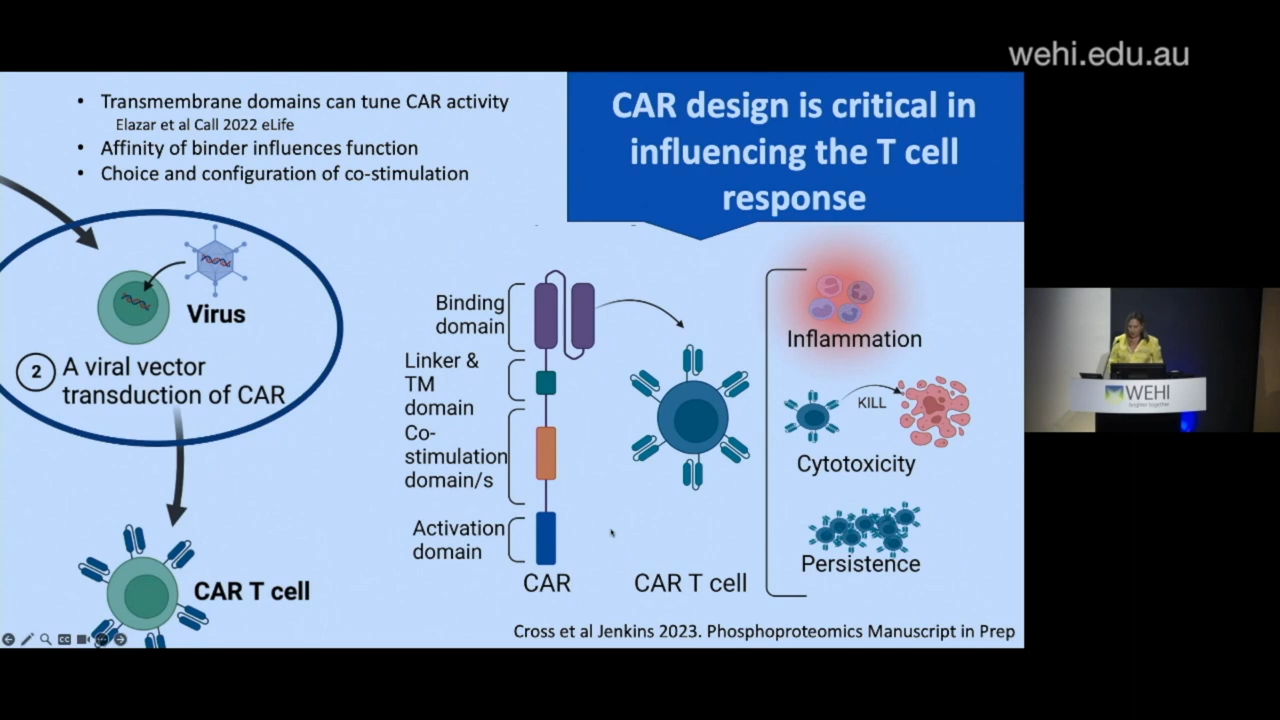 wehi.edu.au
• Transmembrane domains can tune CAR activity
Elazar et al Call 2022 eLife
• Affinity of binder influences function
• Choice and configuration of co-stimulation
CAR design is critical in
influencing the T cell
response
Virus
2 A viral vector
transduction of CAR
CAR T cell
Binding
domain
Linker &
TM
domain
Co-
stimulation
domain/s
Activation
domain
CAR
CAR T cell
Inflammation
KILL
Cytotoxicity
Persistence
Cross et al Jenkins 2023. Phosphoproteomics Manuscript in Prep
WEHI
brighter together
CC